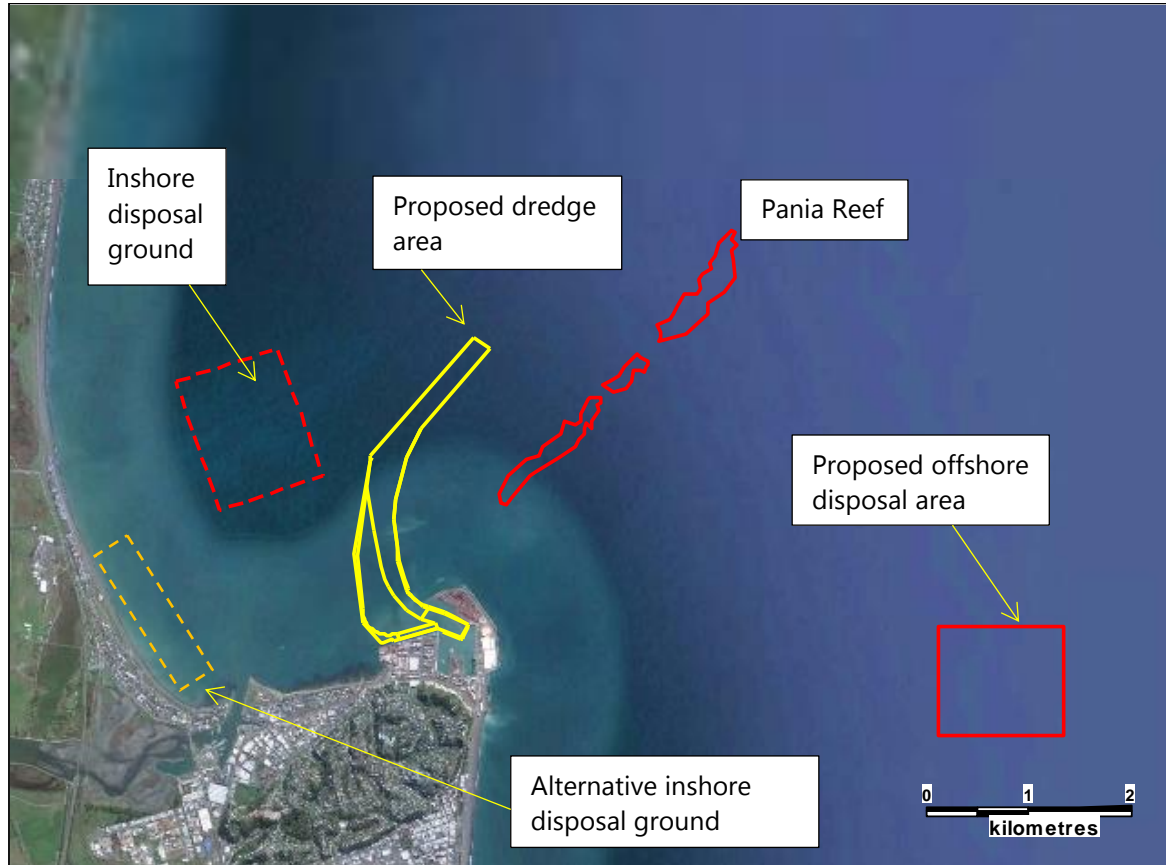 Inshore
disposal
ground
Proposed dredge
area
Pania Reef
Proposed offshore
disposal area
Alternative inshore
disposal ground
0 1 2
kilometres